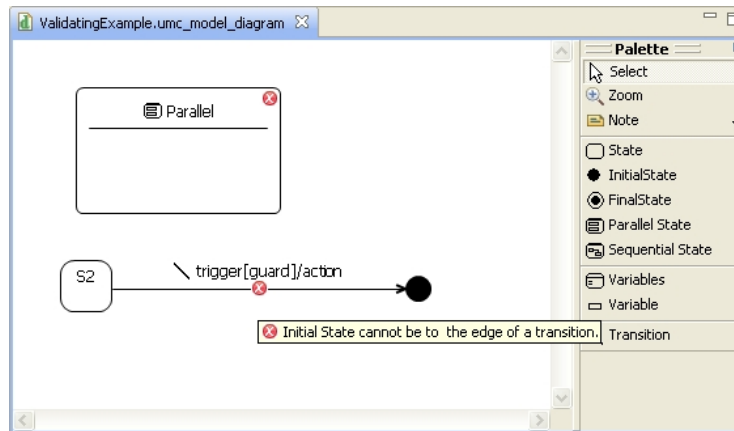 ValidatingExample.umc_model_diagram
Palette
Select
Zoom
Note
State
InitialState
FinalState
Parallel State
Sequential State
Variables
Variable
Transition
Parallel
S2
trigger[guard]/action
Initial State cannot be to the edge of a transition.